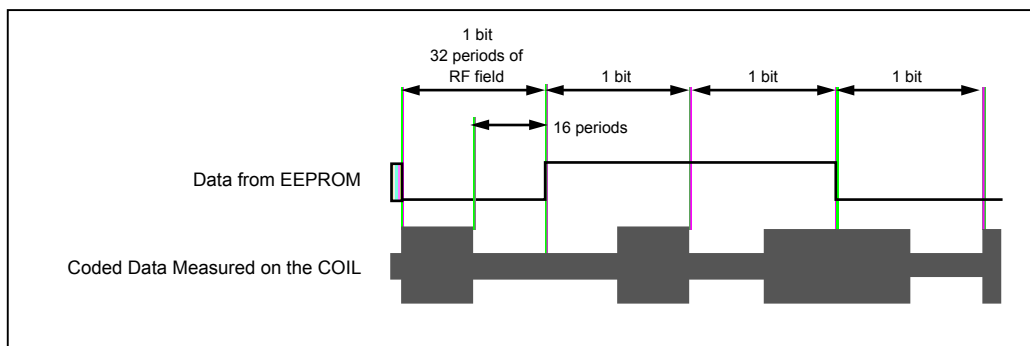 1 bit
32 periods of
RF field
1 bit
1 bit
1 bit
16 periods
Data from EEPROM
Coded Data Measured on the COIL